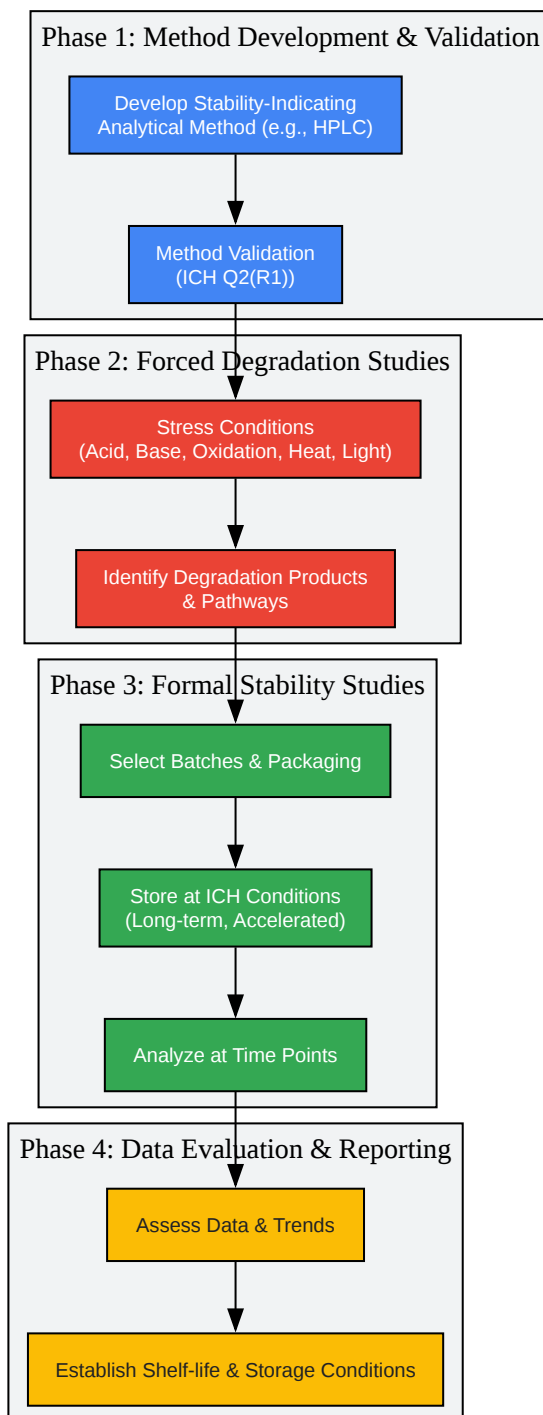 Phase 1: Method Development & Validation
Develop Stability-Indicating
Analytical Method (e.g., HPLC)
Method Validation
(ICH Q2(R1))
Phase 2: Forced Degradation Studies
Stress Conditions
(Acid, Base, Oxidation, Heat, Light)
Identify Degradation Products
& Pathways
Phase 3: Formal Stability Studies
Select Batches & Packaging
Store at ICH Conditions
(Long-term, Accelerated)
Analyze at Time Points
Phase 4: Data Evaluation & Reporting
Assess Data & Trends
Establish Shelf-life & Storage Conditions